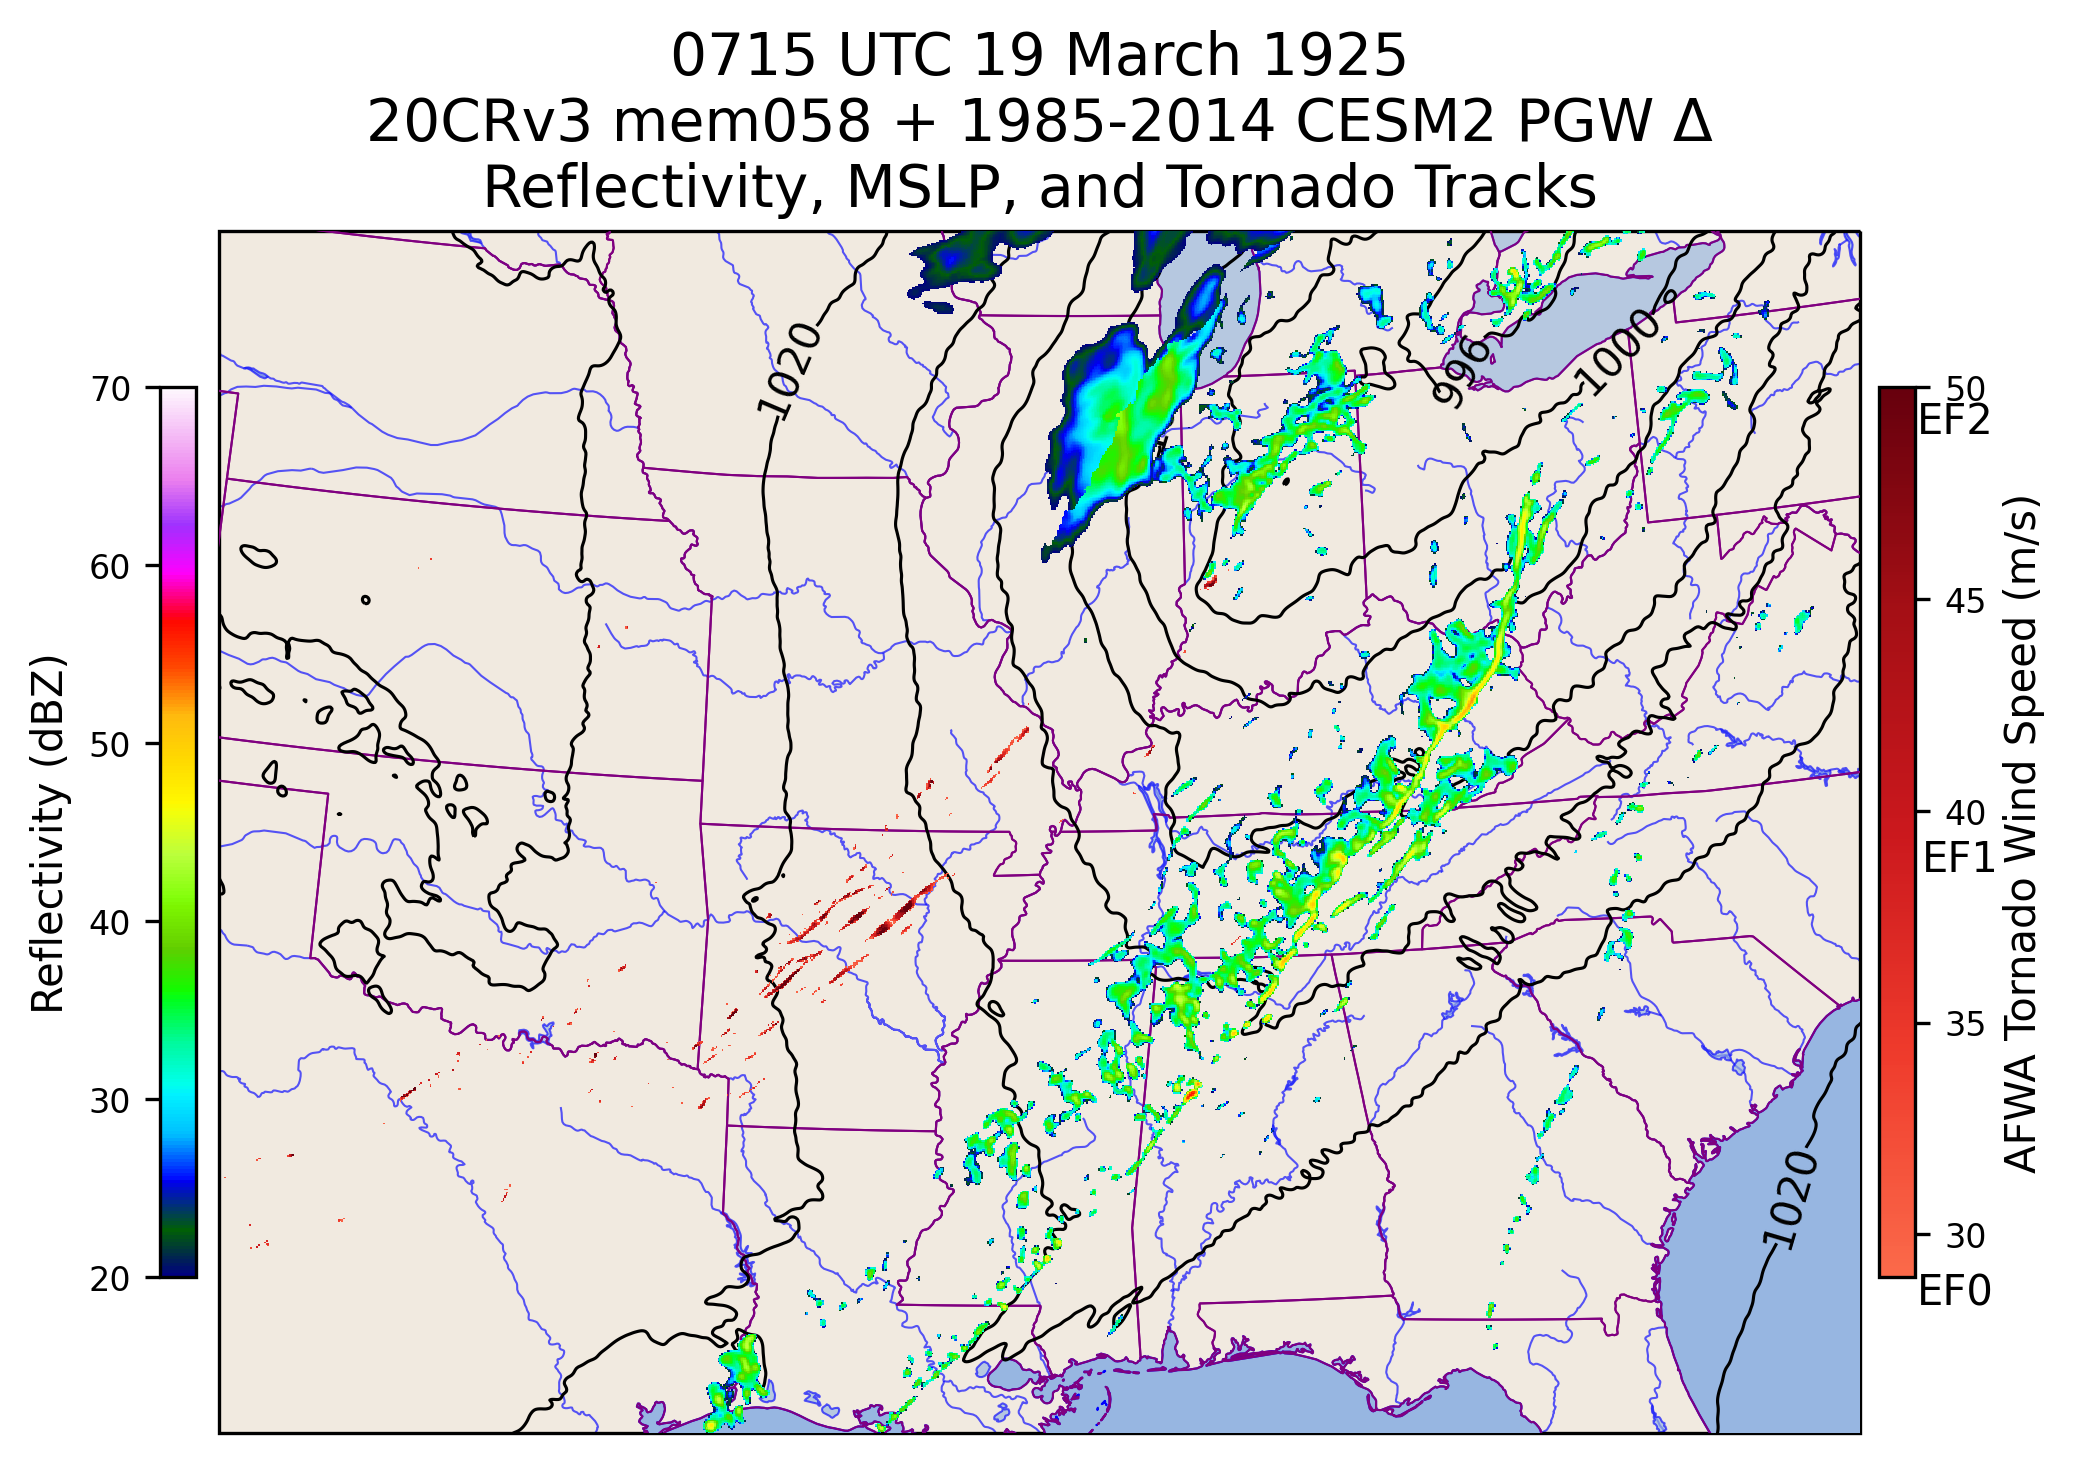 0715 UTC 19 March 1925
20CRv3 mem058 + 1985-2014 CESM2 PGW Δ
Reflectivity, MSLP, and Tornado Tracks
70
60
50
40
30
20
Reflectivity (dBZ)
1020
996
1000
1020
50
EF2
45
40
EF1
35
30
EF0
AFWA Tornado Wind Speed (m/s)